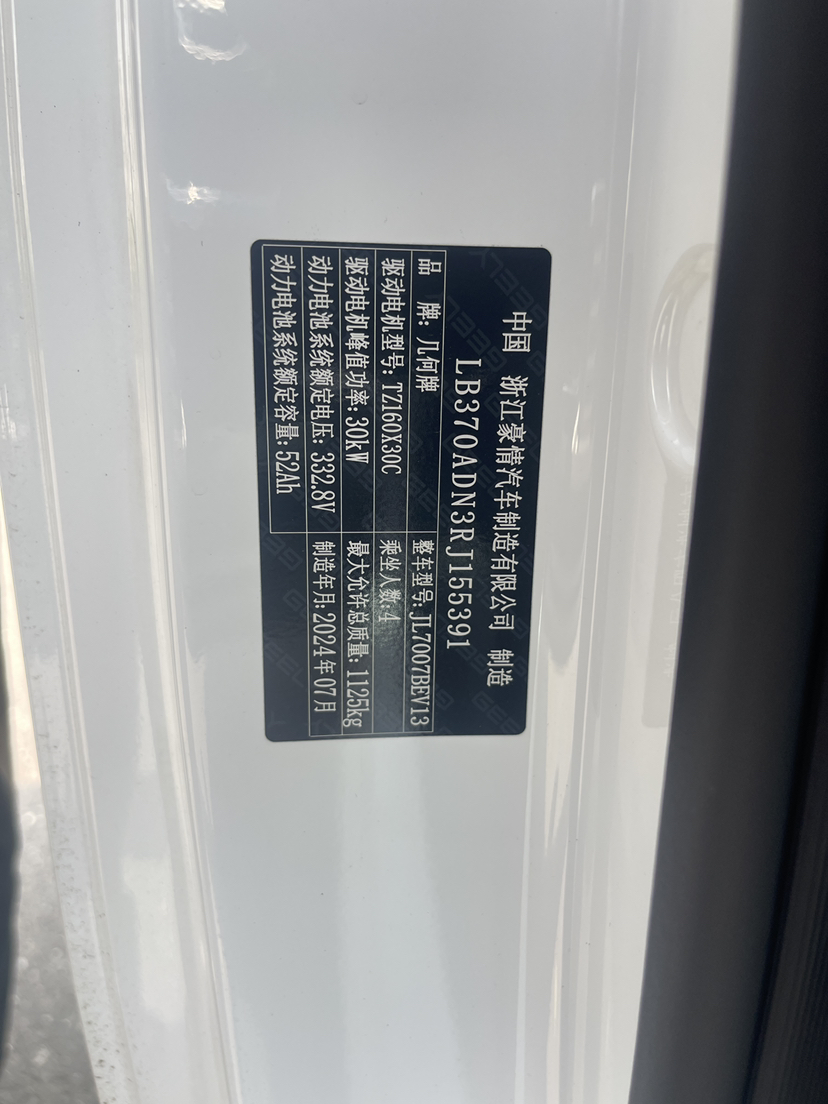 中国 浙江豪情汽车制造有限公司 制造
LB370ADN3RJ155391
品 牌: 几何牌 整车型号: JL7007BEV13
驱动电机型号: TZ160X30C 乘坐人数: 4
驱动电机峰值功率: 30kW 最大允许总质量: 1125kg
动力电池系统额定电压: 332.8V 制造年月: 2024年07月
动力电池系统额定容量: 52Ah